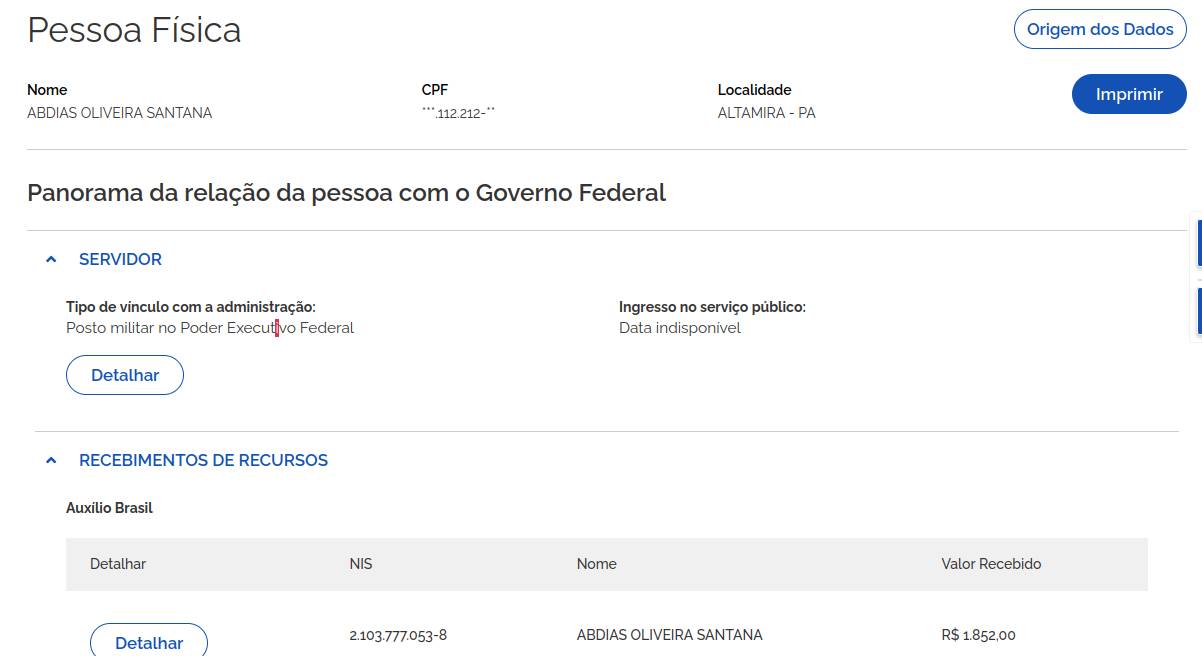 Pessoa Física
Origem dos Dados
Nome
CPF
Localidade
Imprimir
ABDIAS OLIVEIRA SANTANA
***.112.212-**
ALTAMIRA - PA
Panorama da relação da pessoa com o Governo Federal
SERVIDOR
Tipo de vínculo com a administração:
Ingresso no serviço público:
Posto militar no Poder Executivo Federal
Data indisponível
Detalhar
RECEBIMENTOS DE RECURSOS
Auxílio Brasil
Detalhar
NIS
Nome
Valor Recebido
Detalhar
2.103.777.053-8
ABDIAS OLIVEIRA SANTANA
R$ 1.852,00